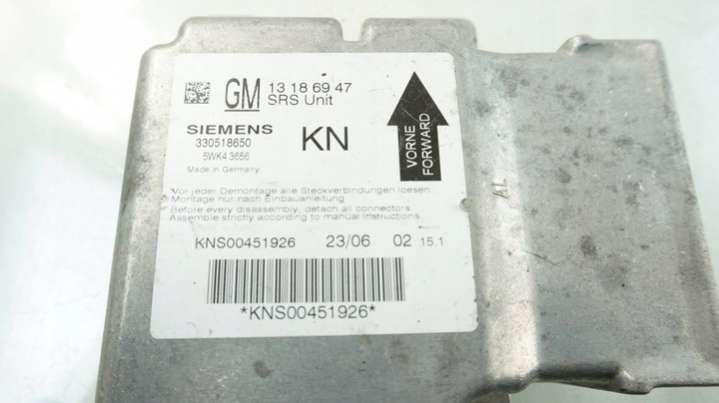 GM 13 18 69 47
SRS Unit
SIEMENS
330518650
5WK4 3656
Made in Germany
KN
VORNE
FORWARD
Vor jeder Demontage alle Steckverbindungen loesen.
Montage nur nach Einbauanleitung
Before every disassembly, detach all connectors.
Assemble strictly according to manual instructions.
KNS00451926 23/06 02 15.1
*KNS00451926*
AL